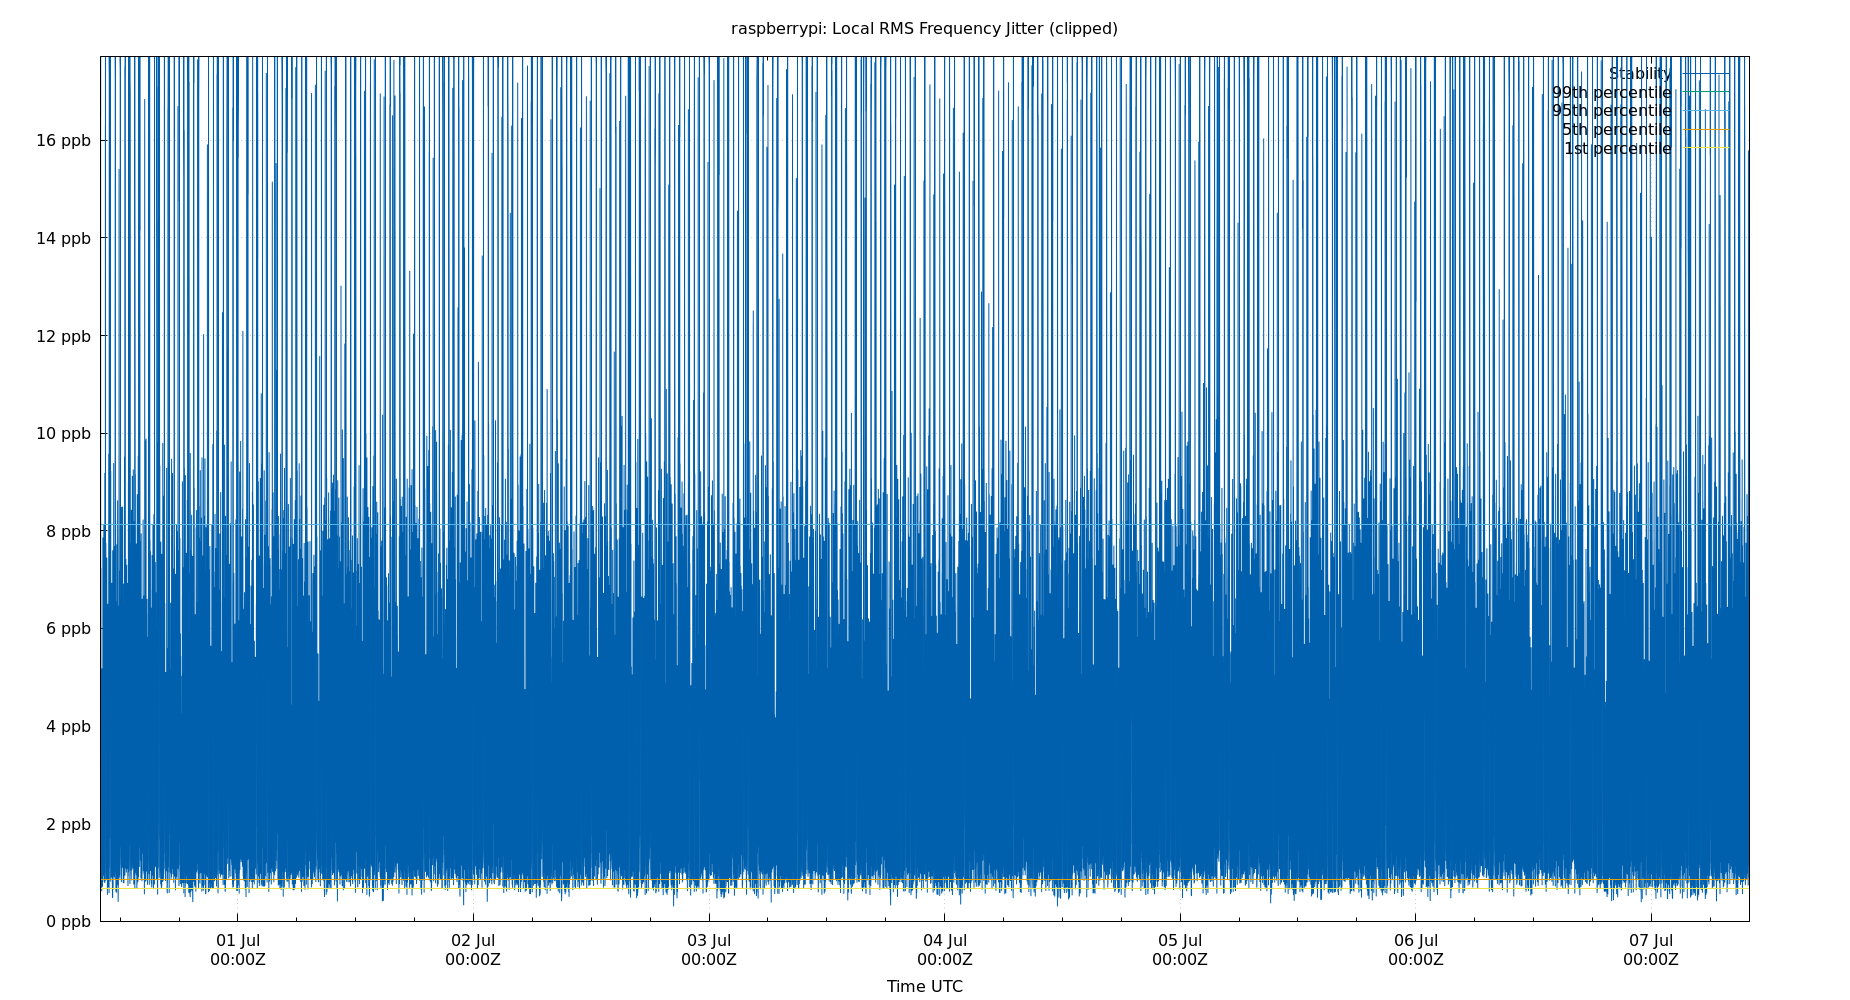 raspberrypi: Local RMS Frequency Jitter (clipped)
Stability
99th percentile
95th percentile
5th percentile
1st percentile
16 ppb
14 ppb
12 ppb
10 ppb
8 ppb
6 ppb
4 ppb
2 ppb
0 ppb
01 Jul 02 Jul 03 Jul 04 Jul 05 Jul 06 Jul 07 Jul
00:00Z 00:00Z 00:00Z 00:00Z 00:00Z 00:00Z 00:00Z
Time UTC